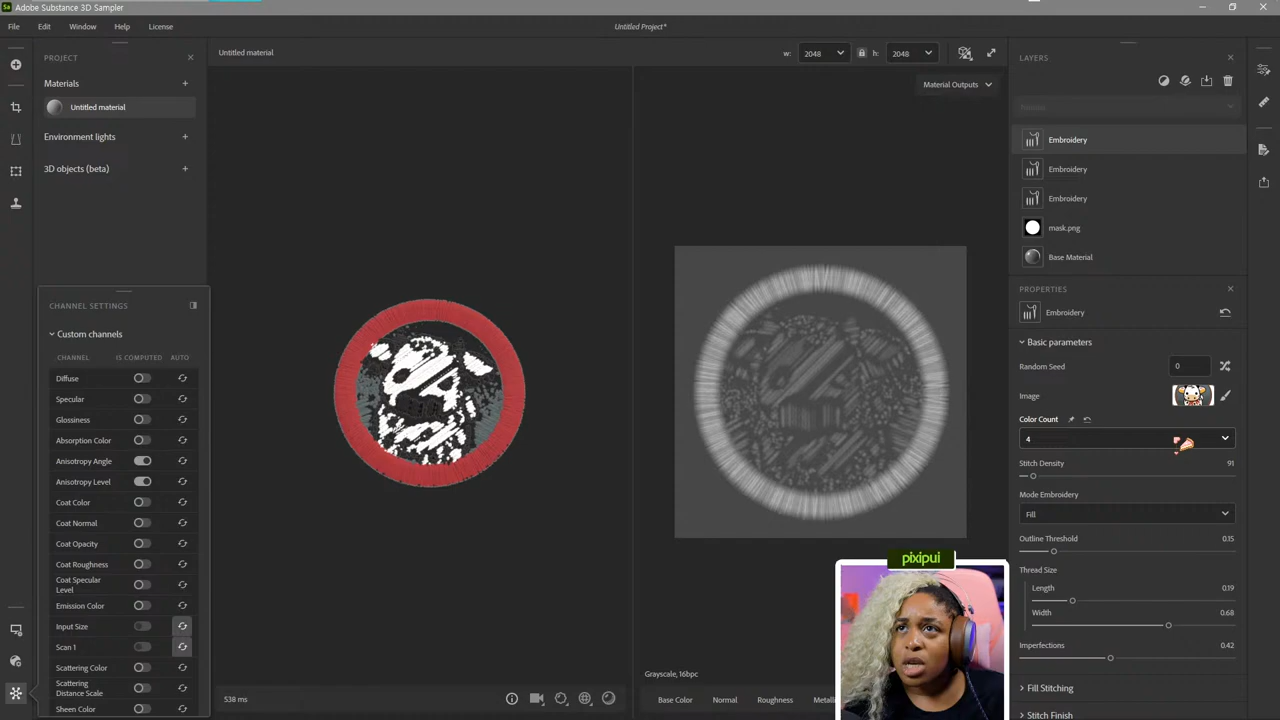 Adobe Substance 3D Sampler
File Edit Window Help License
Untitled Project*
PROJECT
Materials
Untitled material
Environment lights
3D objects (beta)
CHANNEL SETTINGS
Custom channels
CHANNEL IS COMPUTED AUTO
Diffuse
Specular
Glossiness
Absorption Color
Anisotropy Angle
Anisotropy Level
Coat Color
Coat Normal
Coat Opacity
Coat Roughness
Coat Specular
Level
Emission Color
Input Size
Scan 1
Scattering Color
Scattering
Distance Scale
Sheen Color
Untitled material
w: 2048 h: 2048
Material Outputs
538 ms
Grayscale, 16bpc
Base Color Normal Roughness Metalli
pixipui
LAYERS
Embroidery
Embroidery
Embroidery
mask.png
Base Material
PROPERTIES
Embroidery
Basic parameters
Random Seed 0
Image
Color Count
4
Stitch Density 91
Mode Embroidery
Fill
Outline Threshold 0.15
Thread Size
Length 0.19
Width 0.68
Imperfections 0.42
Fill Stitching
Stitch Finish